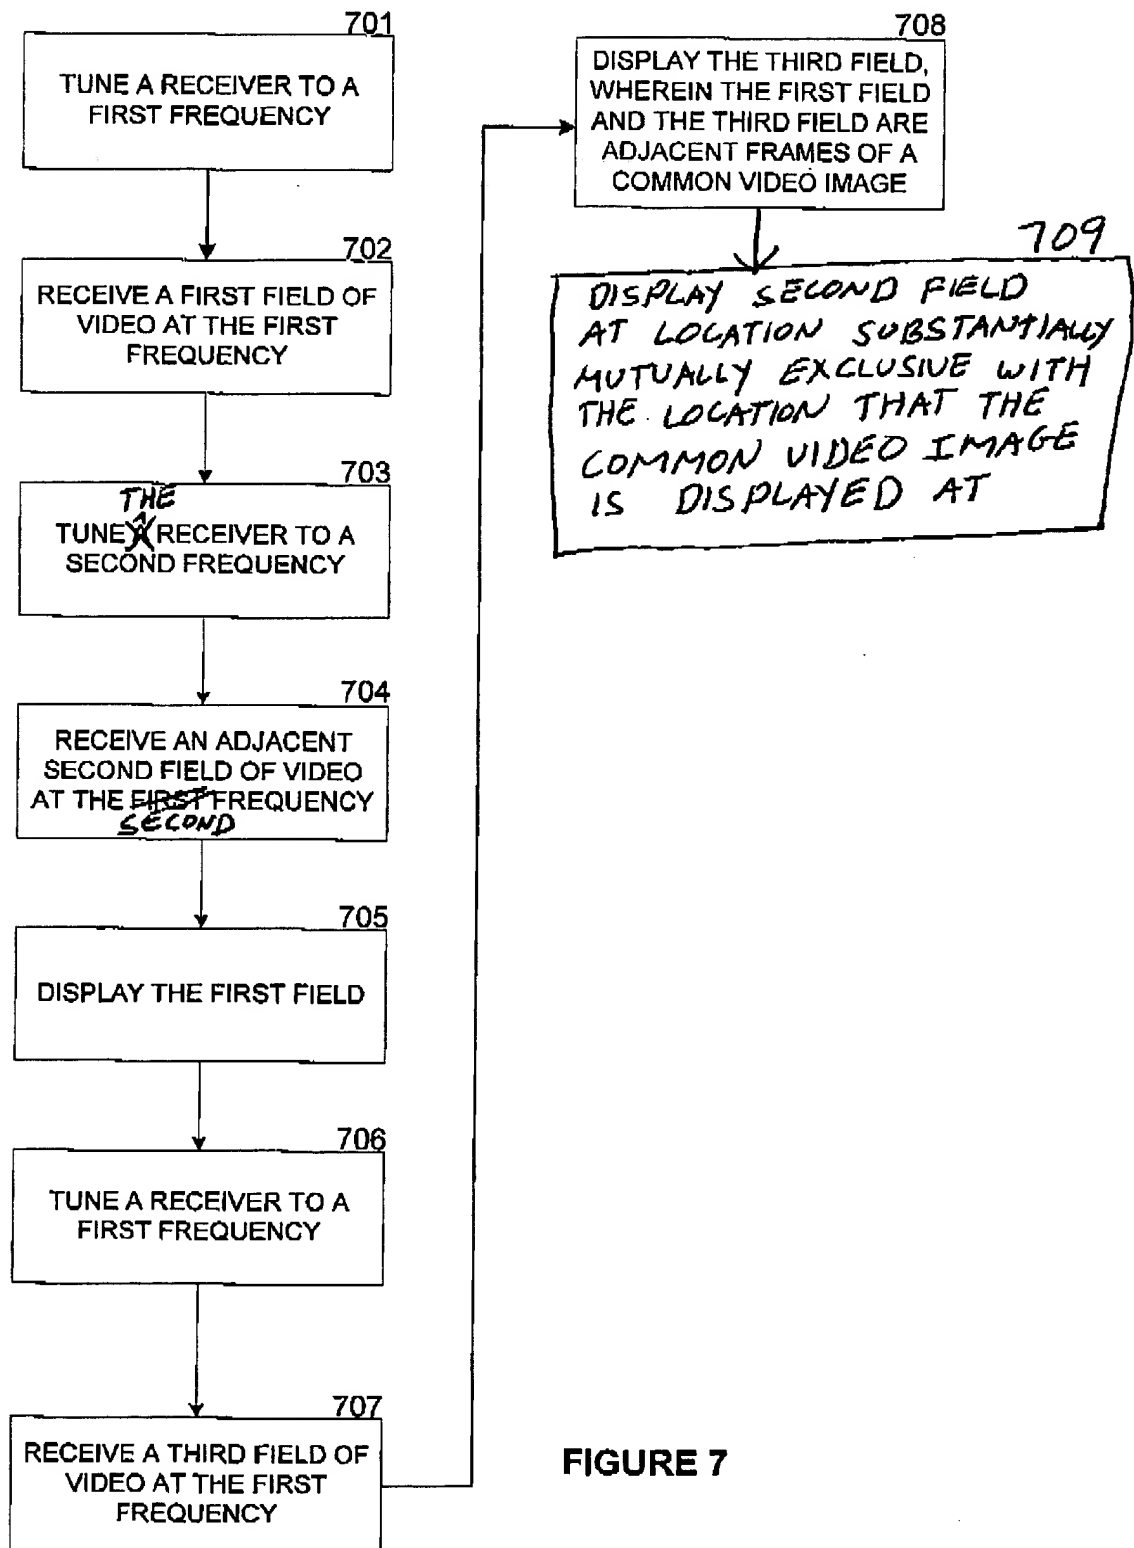 701
TUNE A RECEIVER TO A
FIRST FREQUENCY
702
RECEIVE A FIRST FIELD OF
VIDEO AT THE FIRST
FREQUENCY
703
THE
TUNE A RECEIVER TO A
SECOND FREQUENCY
704
RECEIVE AN ADJACENT
SECOND FIELD OF VIDEO
AT THE FIRST FREQUENCY
SECOND
705
DISPLAY THE FIRST FIELD
706
TUNE A RECEIVER TO A
FIRST FREQUENCY
707
RECEIVE A THIRD FIELD OF
VIDEO AT THE FIRST
FREQUENCY
708
DISPLAY THE THIRD FIELD,
WHEREIN THE FIRST FIELD
AND THE THIRD FIELD ARE
ADJACENT FRAMES OF A
COMMON VIDEO IMAGE
709
DISPLAY SECOND FIELD
AT LOCATION SUBSTANTIALLY
MUTUALLY EXCLUSIVE WITH
THE LOCATION THAT THE
COMMON VIDEO IMAGE
IS DISPLAYED AT
FIGURE 7